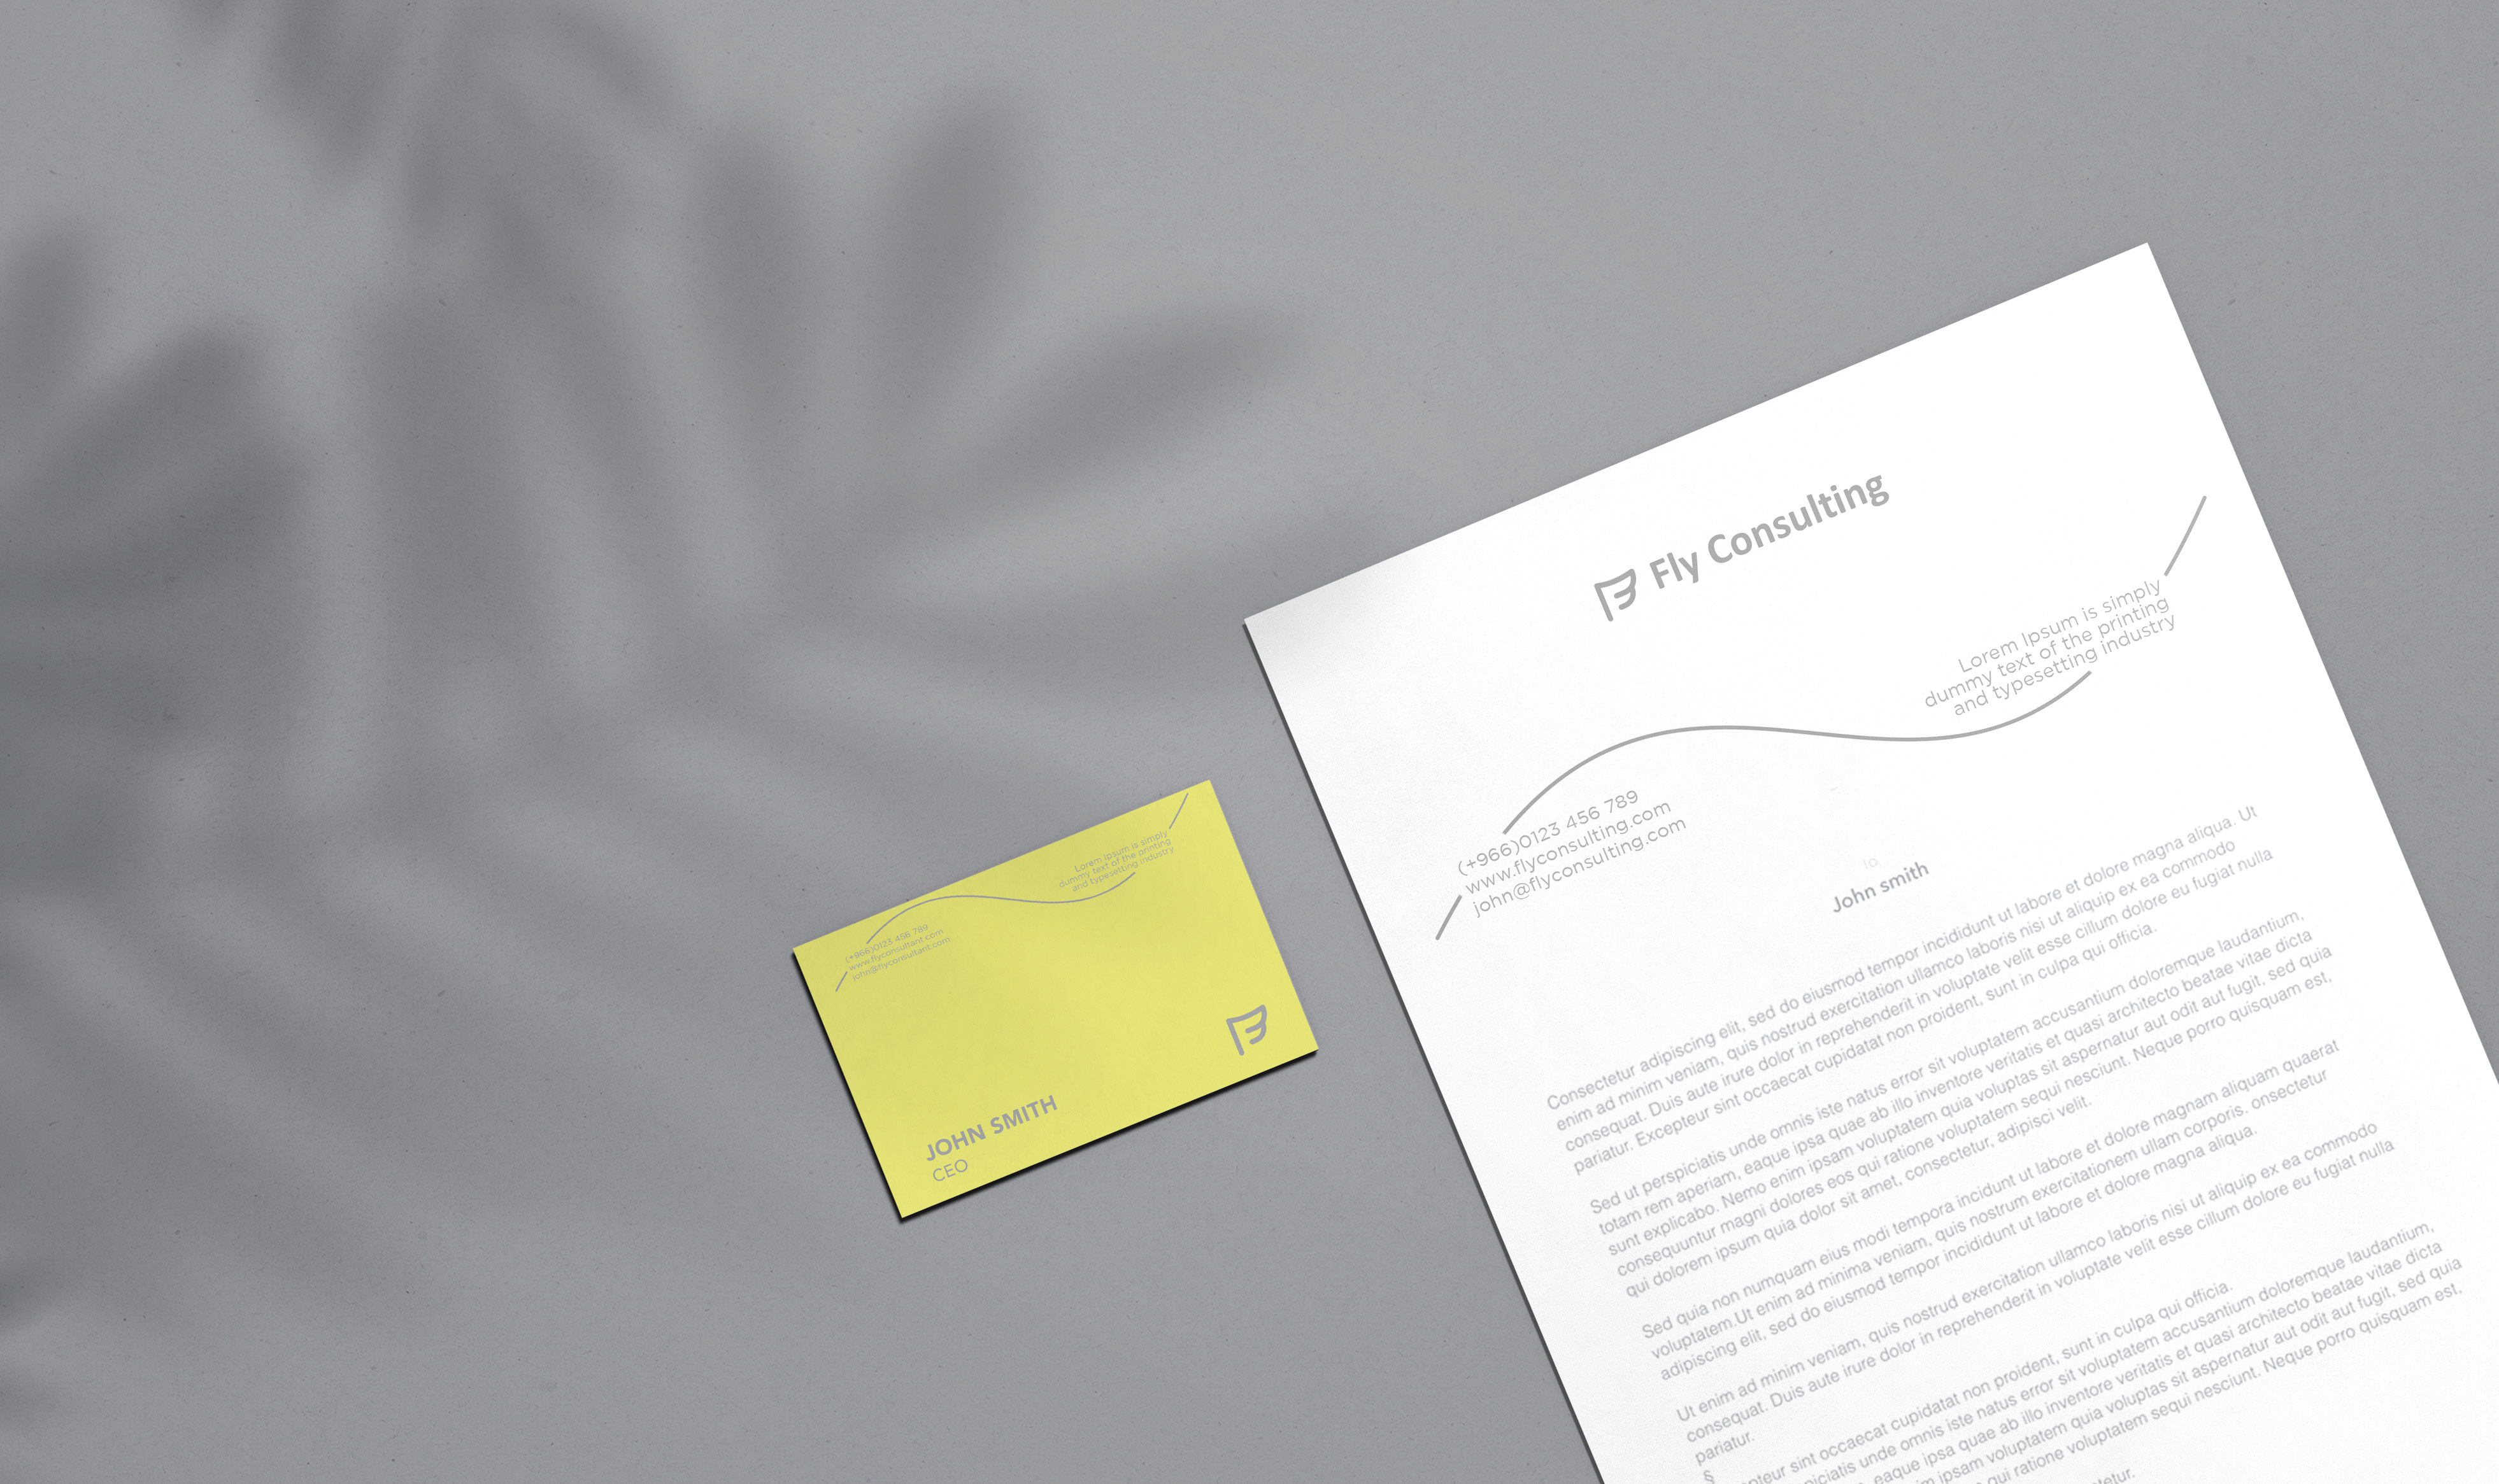 Lorem Ipsum is simply
dummy text of the printing
and typesetting industry
(+966)0123 456 789
www.flyconsultant.com
john@flyconsultant.com
JOHN SMITH
CEO
Fly Consulting
Lorem Ipsum is simply
dummy text of the printing
and typesetting industry
(+966)0123 456 789
www.flyconsulting.com
john@flyconsulting.com
To
John smith
Consectetur adipiscing elit, sed do eiusmod tempor incididunt ut labore et dolore magna aliqua. Ut
enim ad minim veniam, quis nostrud exercitation ullamco laboris nisi ut aliquip ex ea commodo
consequat. Duis aute irure dolor in reprehenderit in voluptate velit esse cillum dolore eu fugiat nulla
pariatur. Excepteur sint occaecat cupidatat non proident, sunt in culpa qui officia.
Sed ut perspiciatis unde omnis iste natus error sit voluptatem accusantium doloremque laudantium,
totam rem aperiam, eaque ipsa quae ab illo inventore veritatis et quasi architecto beatae vitae dicta
sunt explicabo. Nemo enim ipsam voluptatem quia voluptas sit aspernatur aut odit aut fugit, sed quia
consequuntur magni dolores eos qui ratione voluptatem sequi nesciunt. Neque porro quisquam est,
qui dolorem ipsum quia dolor sit amet, consectetur, adipisci velit.
Sed quia non numquam eius modi tempora incidunt ut labore et dolore magnam aliquam quaerat
voluptatem.Ut enim ad minima veniam, quis nostrum exercitationem ullam corporis. onsectetur
adipiscing elit, sed do eiusmod tempor incididunt ut labore et dolore magna aliqua.
Ut enim ad minim veniam, quis nostrud exercitation ullamco laboris nisi ut aliquip ex ea commodo
consequat. Duis aute irure dolor in reprehenderit in voluptate velit esse cillum dolore eu fugiat nulla
pariatur.
sint occaecat cupidatat non proident, sunt in culpa qui officia.
unde omnis iste natus error sit voluptatem accusantium doloremque laudantium,
eaque ipsa quae ab illo inventore veritatis et quasi architecto beatae vitae dicta
ipsam voluptatem quia voluptas sit aspernatur aut odit aut fugit, sed quia
qui ratione voluptatem sequi nesciunt. Neque porro quisquam est,